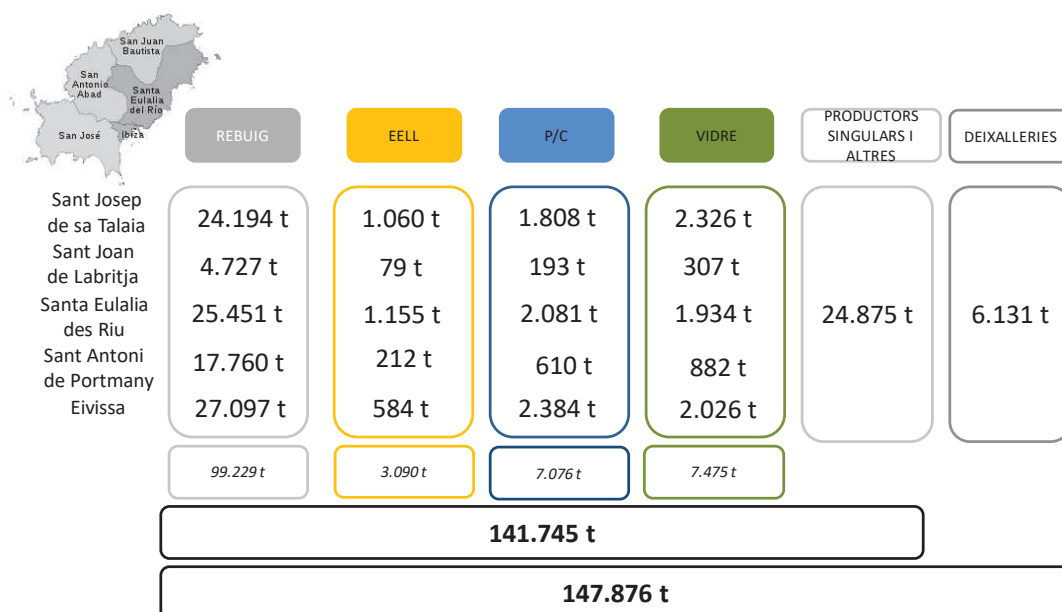 San Juan
Bautista
San
Antonio
Abad
Santa
Eulalia
del Río
San José
Ibiza
REBUIG
EELL
P/C
VIDRE
PRODUCTORS
SINGULARS I
ALTRES
DEIXALLERIES
Sant Josep
de sa Talaia
24.194 t
1.060 t
1.808 t
2.326 t
Sant Joan
de Labritja
4.727 t
79 t
193 t
307 t
Santa Eulalia
des Riu
25.451 t
1.155 t
2.081 t
1.934 t
24.875 t
6.131 t
Sant Antoni
de Portmany
17.760 t
212 t
610 t
882 t
Eivissa
27.097 t
584 t
2.384 t
2.026 t
99.229 t
3.090 t
7.076 t
7.475 t
141.745 t
147.876 t